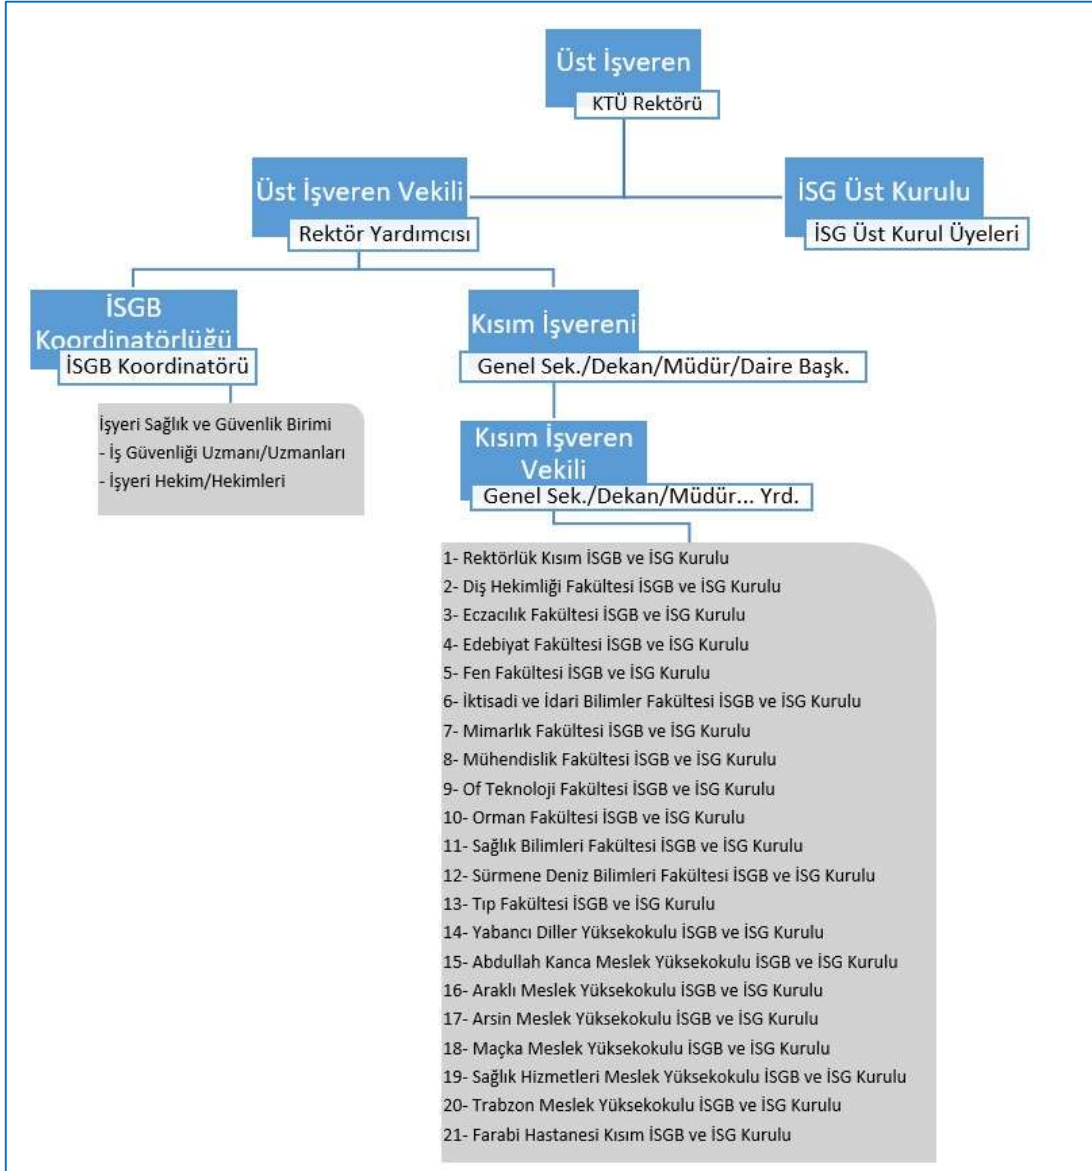 Üst İşveren
KTÜ Rektörü
Üst İşveren Vekili
Rektör Yardımcısı
İSG Üst Kurulu
İSG Üst Kurul Üyeleri
İSGB
Koordinatörlüğü
İSGB Koordinatörü
İşyeri Sağlık ve Güvenlik Birimi
- İş Güvenliği Uzmanı/Uzmanları
- İşyeri Hekim/Hekimleri
Kısım İşvereni
Genel Sek./Dekan/Müdür/Daire Başk.
Kısım İşveren
Vekili
Genel Sek./Dekan/Müdür... Yrd.
1- Rektörlük Kısım İSGB ve İSG Kurulu
2- Diş Hekimliği Fakültesi İSGB ve İSG Kurulu
3- Eczacılık Fakültesi İSGB ve İSG Kurulu
4- Edebiyat Fakültesi İSGB ve İSG Kurulu
5- Fen Fakültesi İSGB ve İSG Kurulu
6- İktisadi ve İdari Bilimler Fakültesi İSGB ve İSG Kurulu
7- Mimarlık Fakültesi İSGB ve İSG Kurulu
8- Mühendislik Fakültesi İSGB ve İSG Kurulu
9- Of Teknoloji Fakültesi İSGB ve İSG Kurulu
10- Orman Fakültesi İSGB ve İSG Kurulu
11- Sağlık Bilimleri Fakültesi İSGB ve İSG Kurulu
12- Sürmene Deniz Bilimleri Fakültesi İSGB ve İSG Kurulu
13- Tıp Fakültesi İSGB ve İSG Kurulu
14- Yabancı Diller Yüksekokulu İSGB ve İSG Kurulu
15- Abdullah Kanca Meslek Yüksekokulu İSGB ve İSG Kurulu
16- Araklı Meslek Yüksekokulu İSGB ve İSG Kurulu
17- Arsin Meslek Yüksekokulu İSGB ve İSG Kurulu
18- Maçka Meslek Yüksekokulu İSGB ve İSG Kurulu
19- Sağlık Hizmetleri Meslek Yüksekokulu İSGB ve İSG Kurulu
20- Trabzon Meslek Yüksekokulu İSGB ve İSG Kurulu
21- Farabi Hastanesi Kısım İSGB ve İSG Kurulu